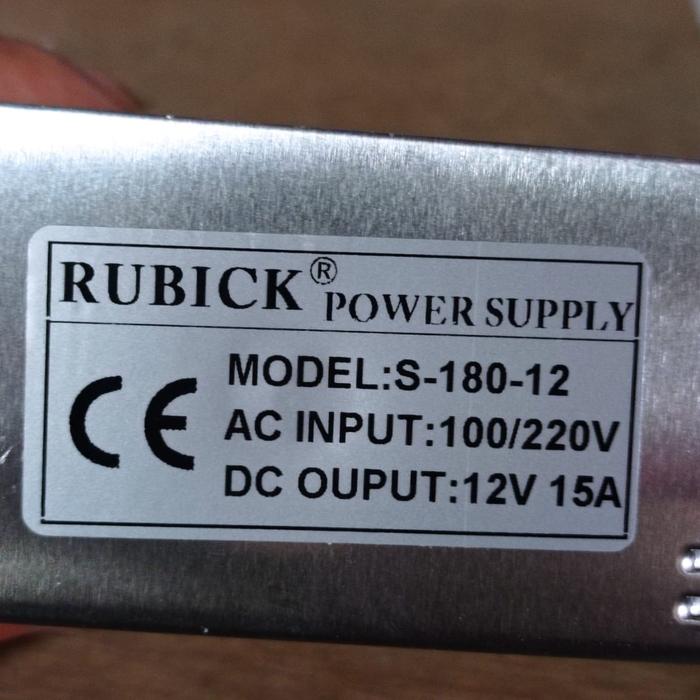 RUBICK® POWER SUPPLY
CE
MODEL:S-180-12
AC INPUT:100/220V
DC OUPUT:12V 15A